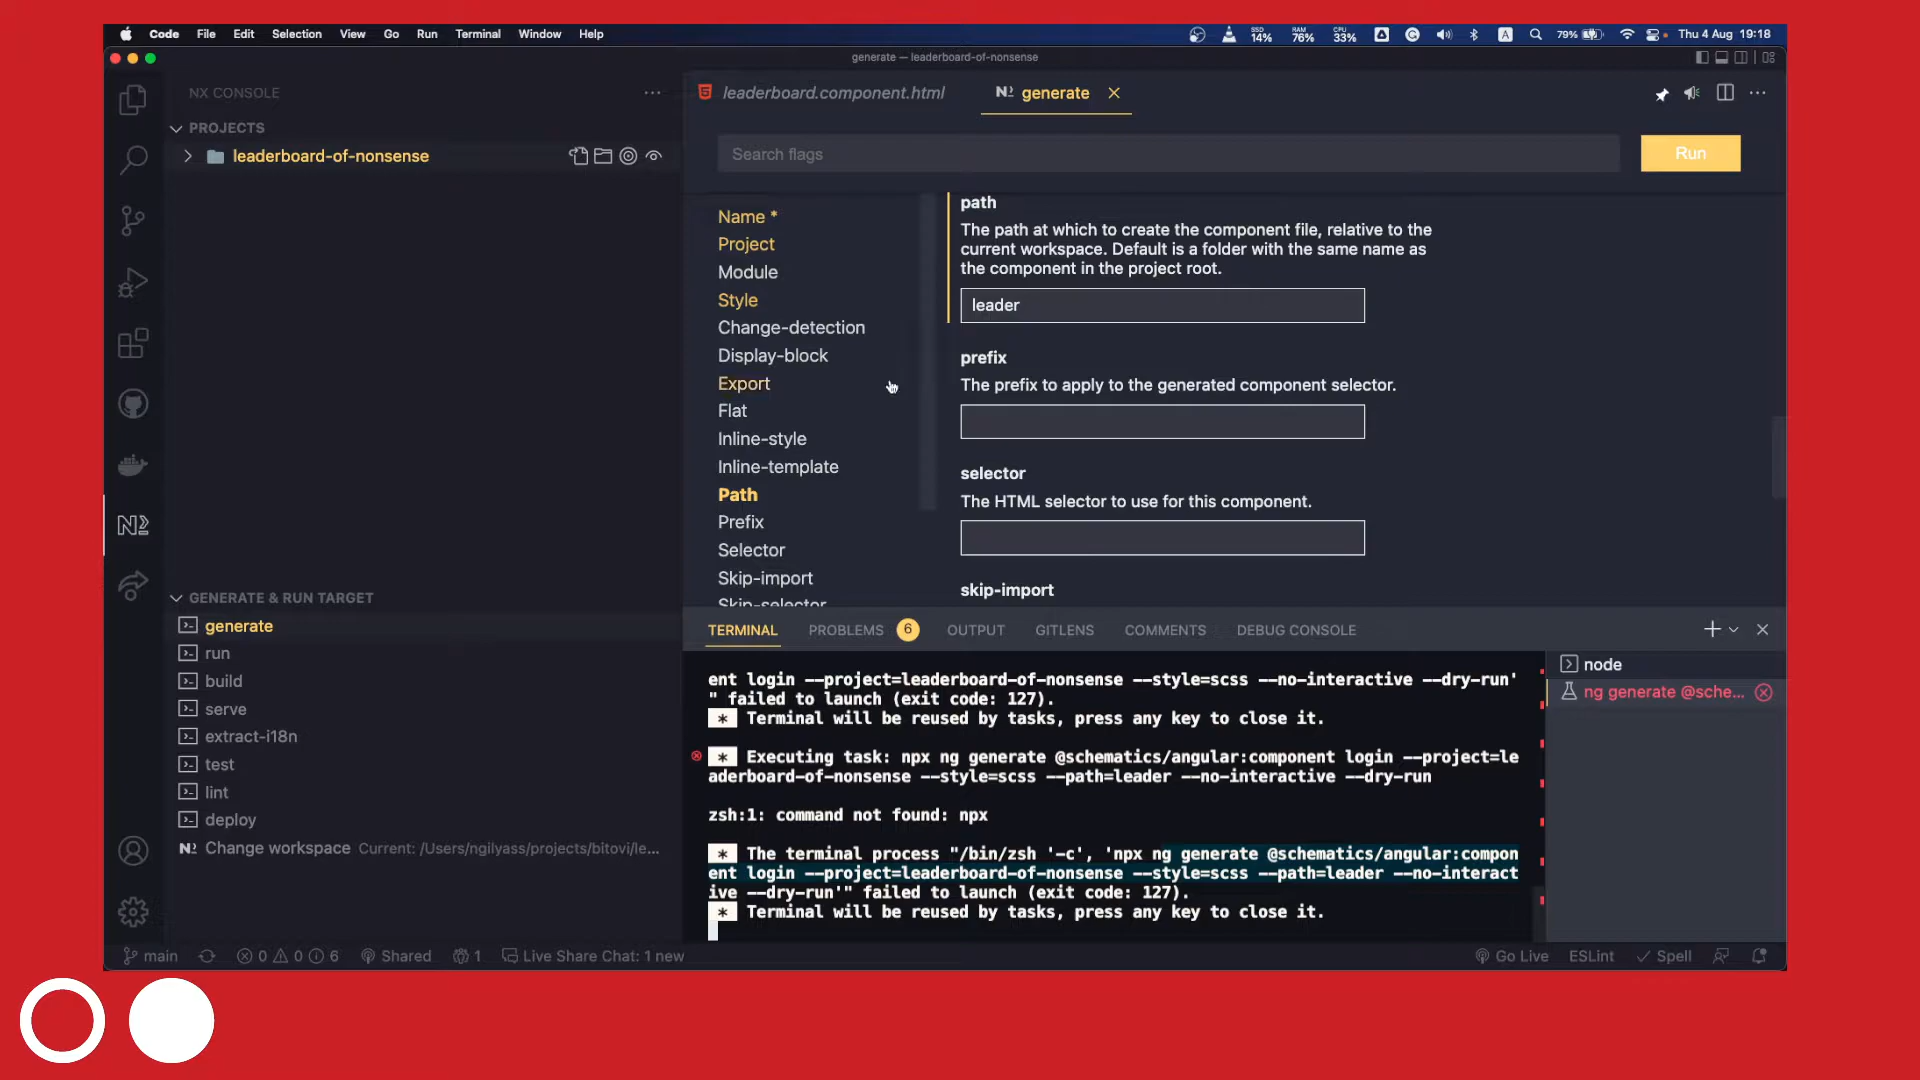 Code File Edit Selection View Go Run Terminal Window Help
SSD 14% RAM 76% CPU 33% A 79% Thu 4 Aug 19:18
generate — leaderboard-of-nonsense
NX CONSOLE
PROJECTS
leaderboard-of-nonsense
GENERATE & RUN TARGET
generate
run
build
serve
extract-i18n
test
lint
deploy
Change workspace Current: /Users/ngilyass/projects/bitovi/le...
leaderboard.component.html
generate
Search flags
Run
Name *
Project
Module
Style
Change-detection
Display-block
Export
Flat
Inline-style
Inline-template
Path
Prefix
Selector
Skip-import
Skip-selector
path
The path at which to create the component file, relative to the
current workspace. Default is a folder with the same name as
the component in the project root.
leader
prefix
The prefix to apply to the generated component selector.
selector
The HTML selector to use for this component.
skip-import
TERMINAL PROBLEMS 6 OUTPUT GITLENS COMMENTS DEBUG CONSOLE
ent login --project=leaderboard-of-nonsense --style=scss --no-interactive --dry-run'
" failed to launch (exit code: 127).
* Terminal will be reused by tasks, press any key to close it.
* Executing task: npx ng generate @schematics/angular:component login --project=le
aderboard-of-nonsense --style=scss --path=leader --no-interactive --dry-run
zsh:1: command not found: npx
* The terminal process "/bin/zsh '-c', 'npx ng generate @schematics/angular:compon
ent login --project=leaderboard-of-nonsense --style=scss --path=leader --no-interact
ive --dry-run'" failed to launch (exit code: 127).
* Terminal will be reused by tasks, press any key to close it.
node
ng generate @sche...
main 0 0 6 Shared 1 Live Share Chat: 1 new
Go Live ESLint Spell